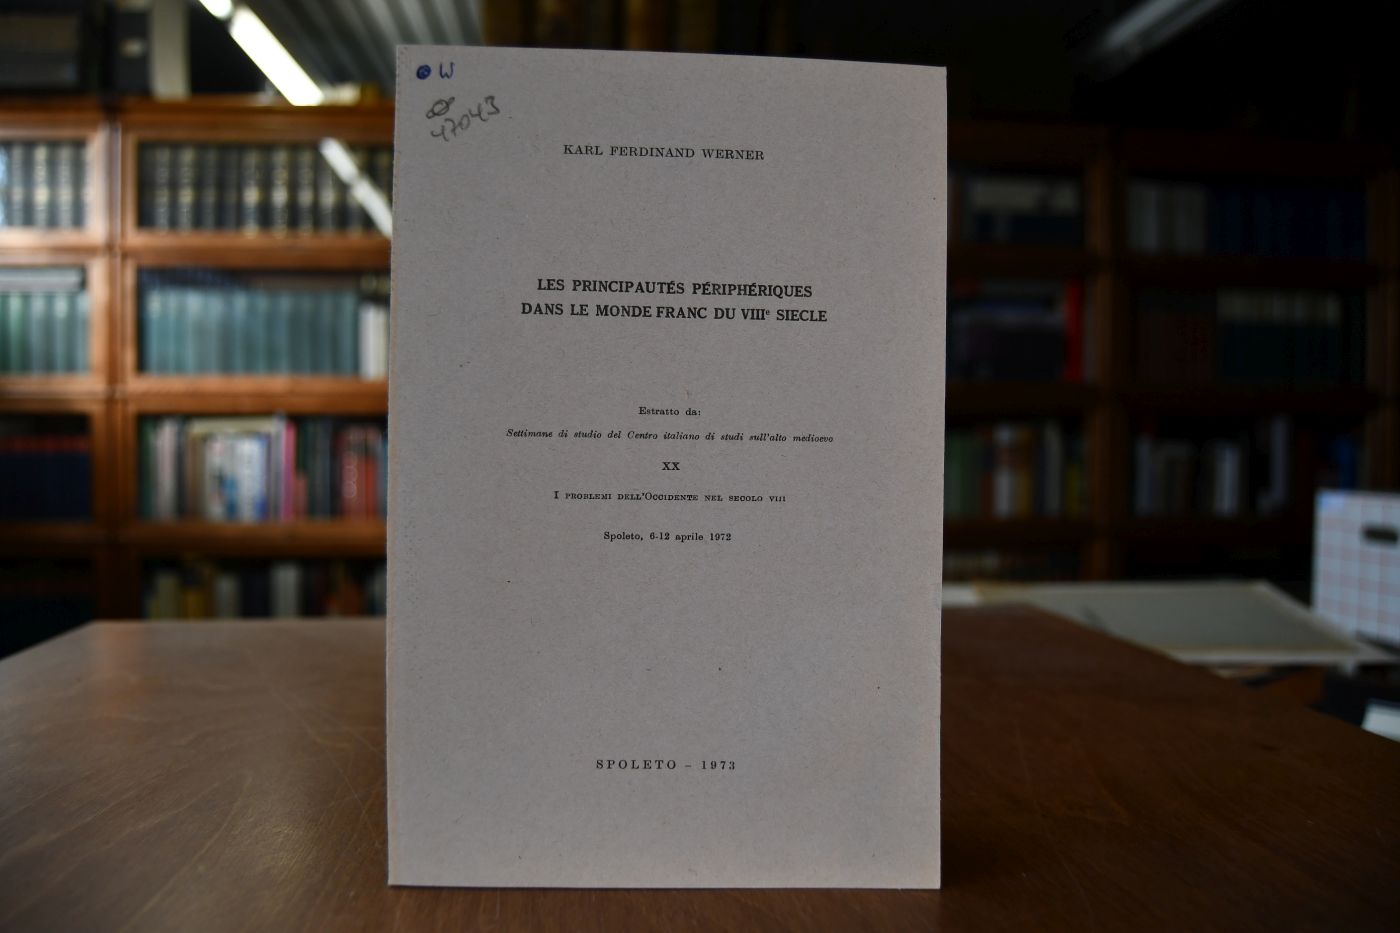 W
47043
KARL FERDINAND WERNER
LES PRINCIPAUTÉS PÉRIPHÉRIQUES
DANS LE MONDE FRANC DU VIIIe SIECLE
Estratto da:
Settimane di studio del Centro italiano di studi sull'alto medioevo
XX
I PROBLEMI DELL'OCCIDENTE NEL SECOLO VIII
Spoleto, 6-12 aprile 1972
SPOLETO – 1973